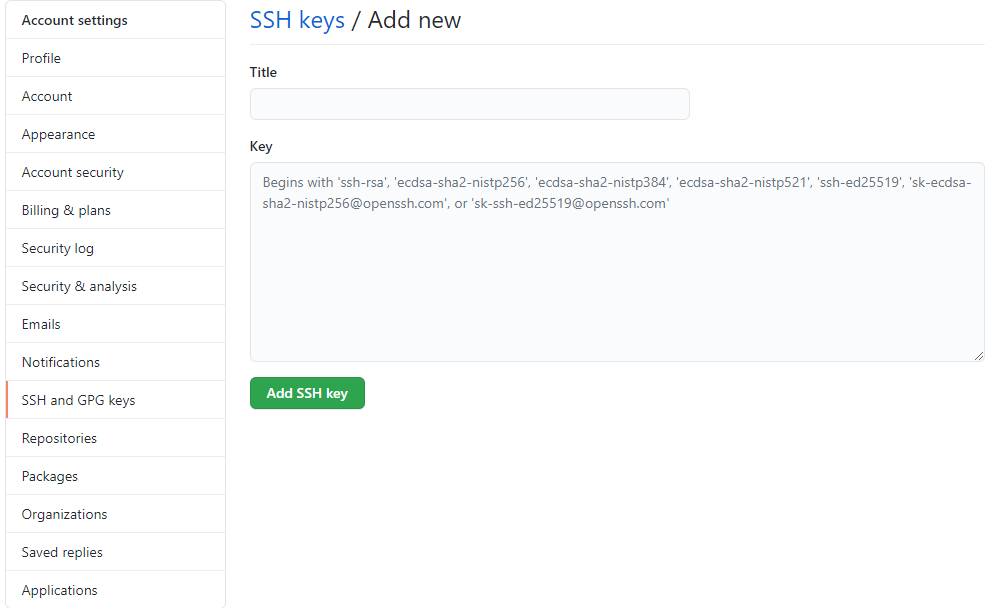 Account settings
Profile
Account
Appearance
Account security
Billing & plans
Security log
Security & analysis
Emails
Notifications
SSH and GPG keys
Repositories
Packages
Organizations
Saved replies
Applications
SSH keys / Add new
Title
Key
Begins with 'ssh-rsa', 'ecdsa-sha2-nistp256', 'ecdsa-sha2-nistp384', 'ecdsa-sha2-nistp521', 'ssh-ed25519', 'sk-ecdsa-
sha2-nistp256@openssh.com', or 'sk-ssh-ed25519@openssh.com'
Add SSH key